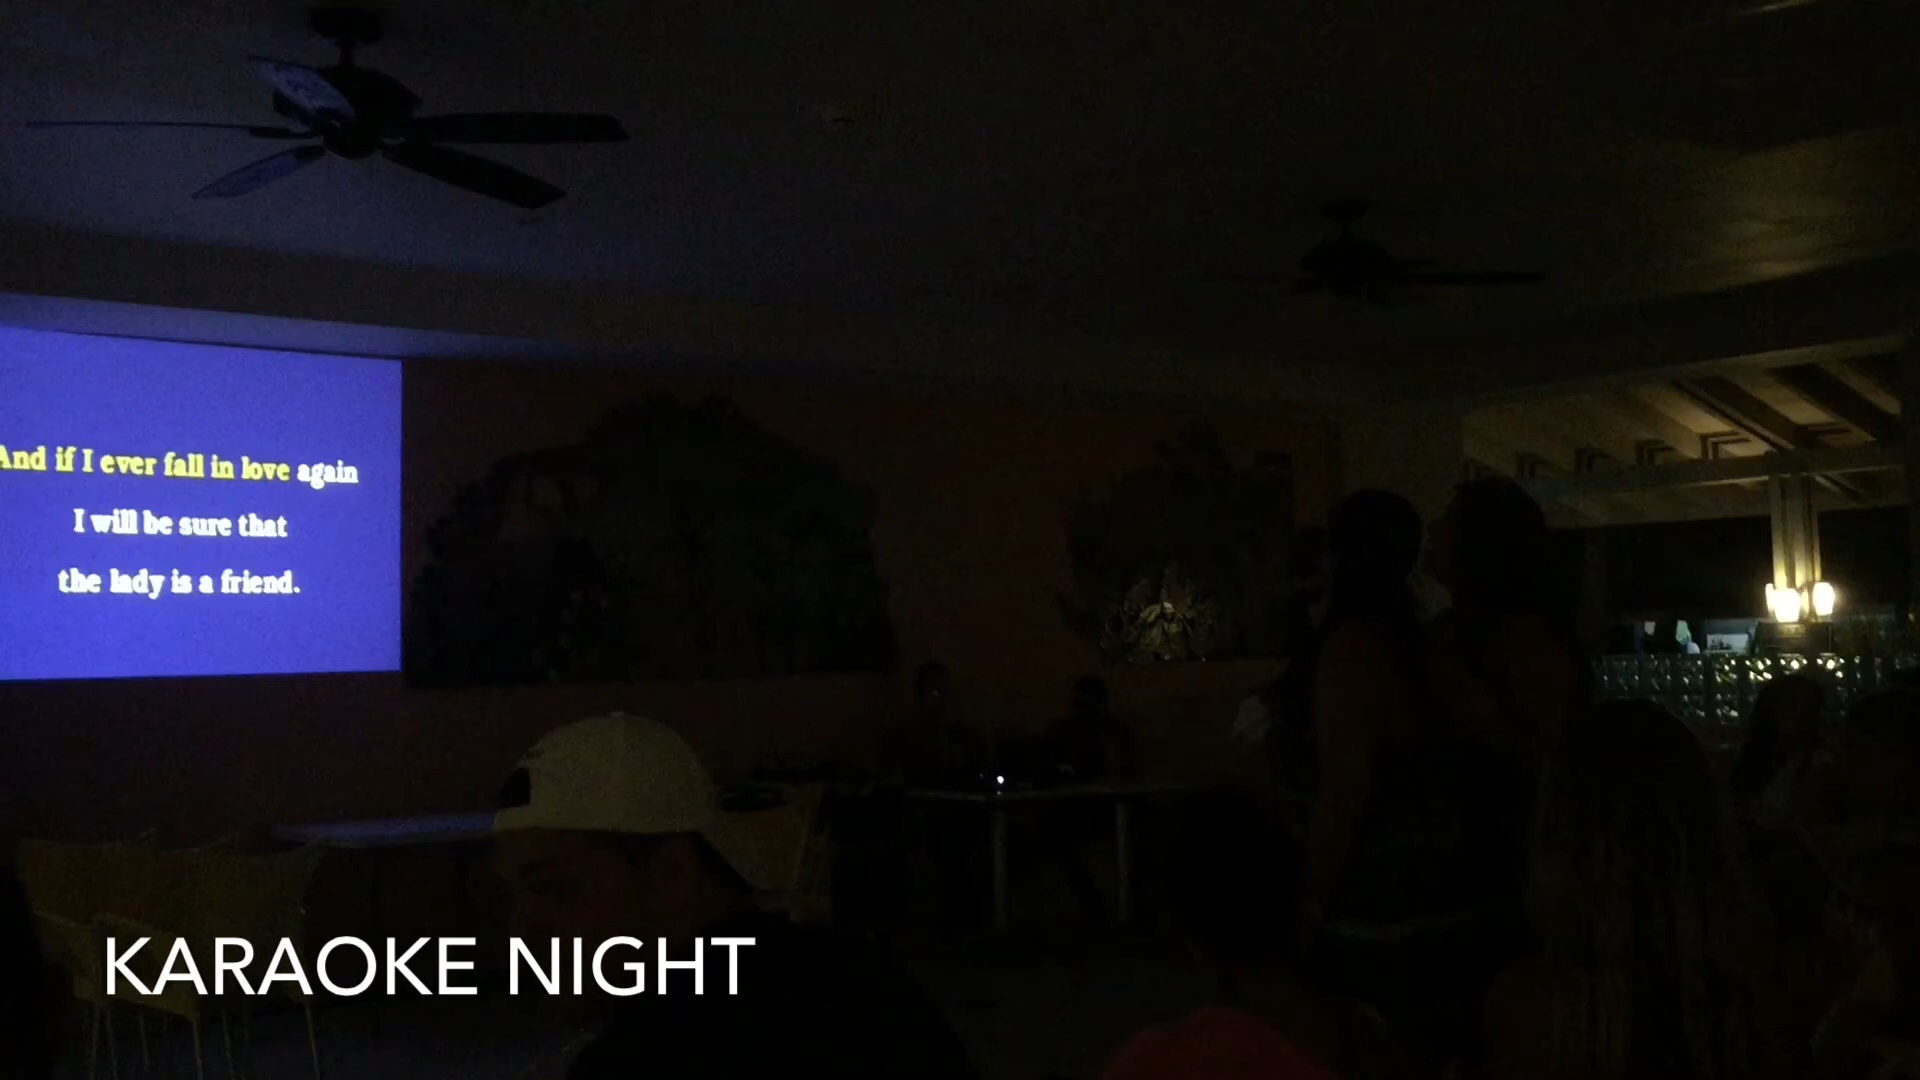 And if I ever fall in love again
I will be sure that
the lady is a friend.
KARAOKE NIGHT